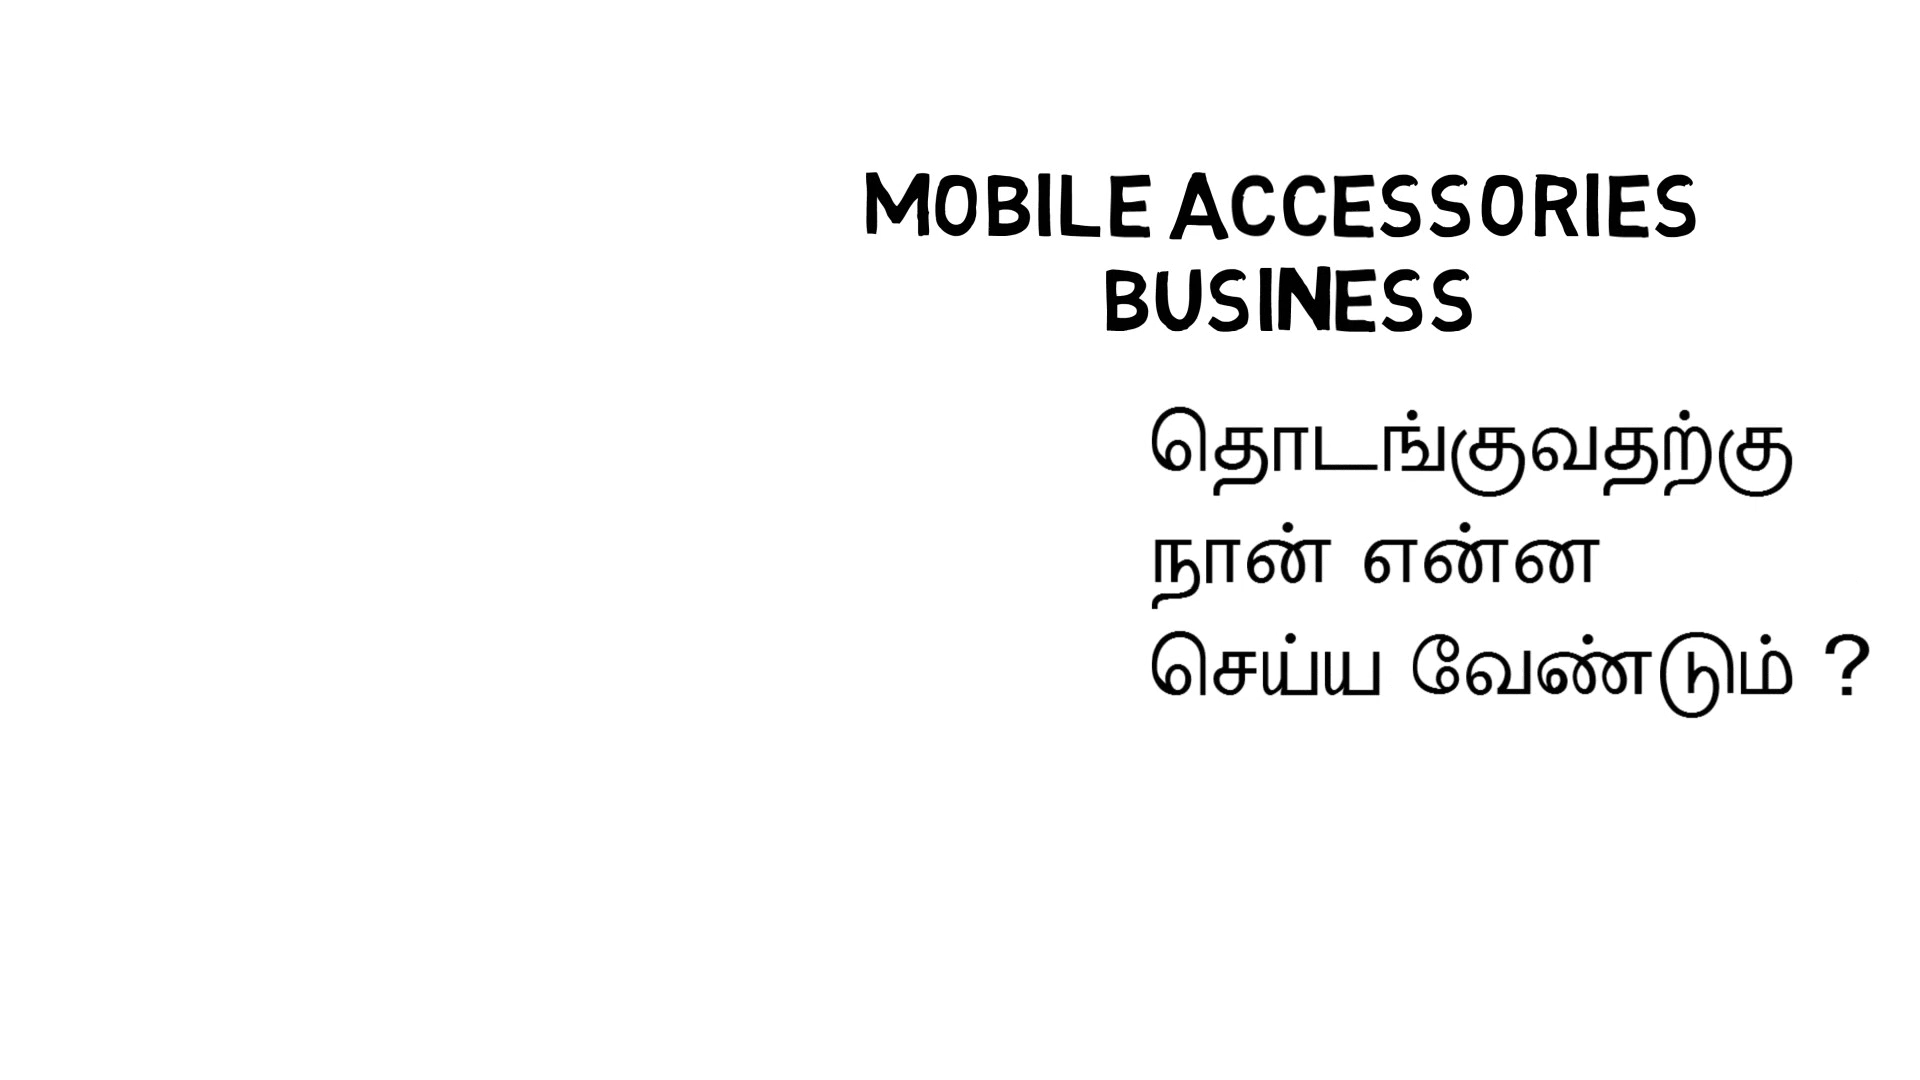 MOBILE ACCESSORIES
BUSINESS
தொடங்குவதற்கு
நான் என்ன
செய்ய வேண்டும் ?